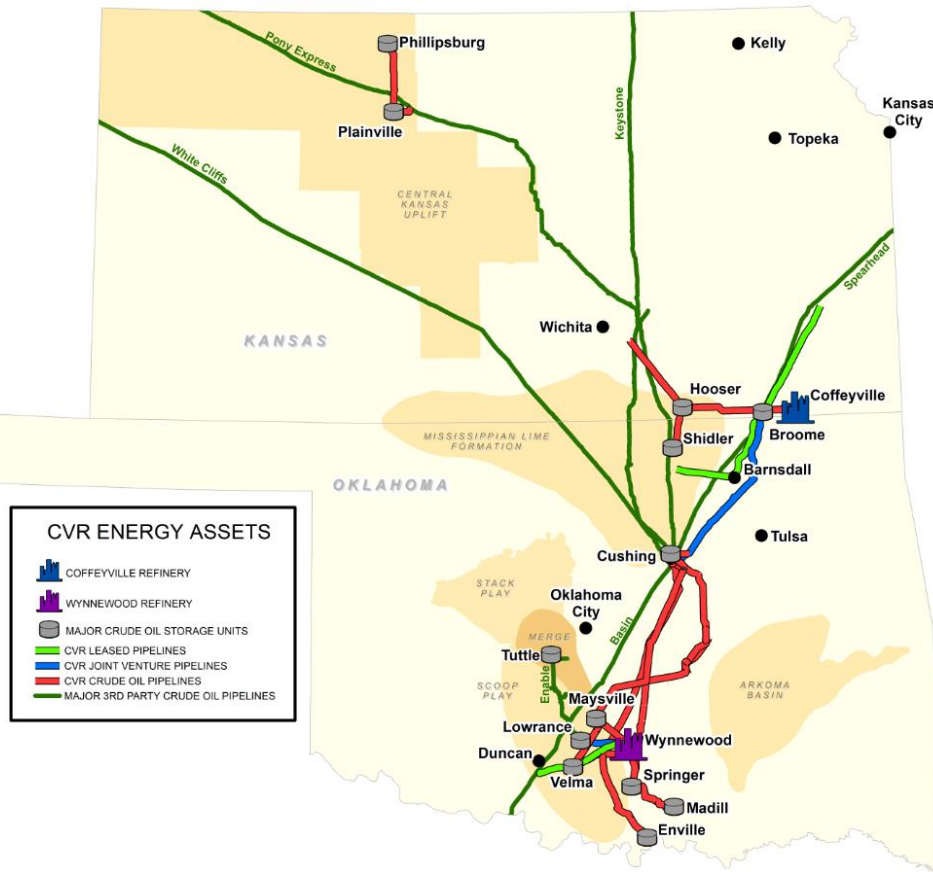 Phillipsburg
Kelly
Pony Express
Kansas
City
Keystone
Plainville
Topeka
White Cliffs
CENTRAL
KANSAS
UPLIFT
Spearhead
Wichita
KANSAS
Hooser
Coffeyville
Broome
MISSISSIPPIAN LIME
FORMATION
Shidler
Barnsdall
OKLAHOMA
CVR ENERGY ASSETS
COFFEYVILLE REFINERY
WYNNEWOOD REFINERY
MAJOR CRUDE OIL STORAGE UNITS
CVR LEASED PIPELINES
CVR JOINT VENTURE PIPELINES
CVR CRUDE OIL PIPELINES
MAJOR 3RD PARTY CRUDE OIL PIPELINES
Tulsa
Cushing
STACK
PLAY
Oklahoma
City
Basin
MERGE
Tuttle
Enable
SCOOP
PLAY
ARKOMA
BASIN
Maysville
Lowrance
Wynnewood
Duncan
Velma
Springer
Madill
Enville